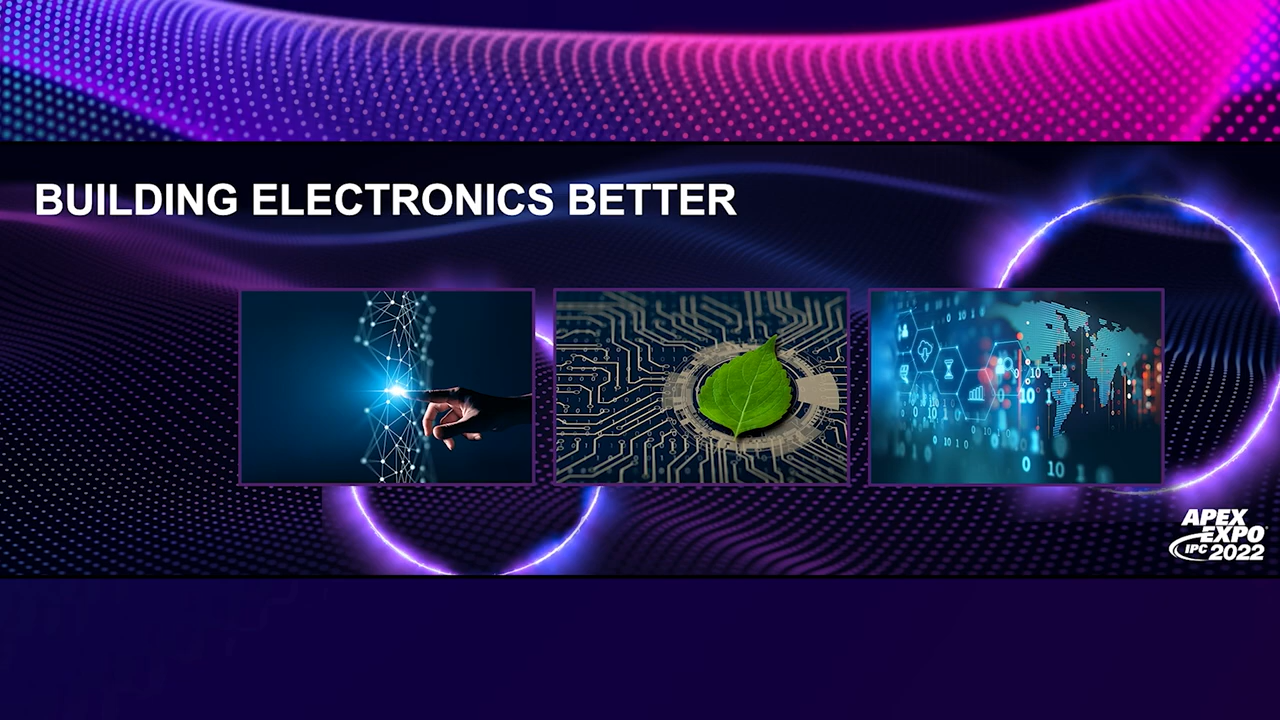 BUILDING ELECTRONICS BETTER
APEX
EXPO
IPC 2022